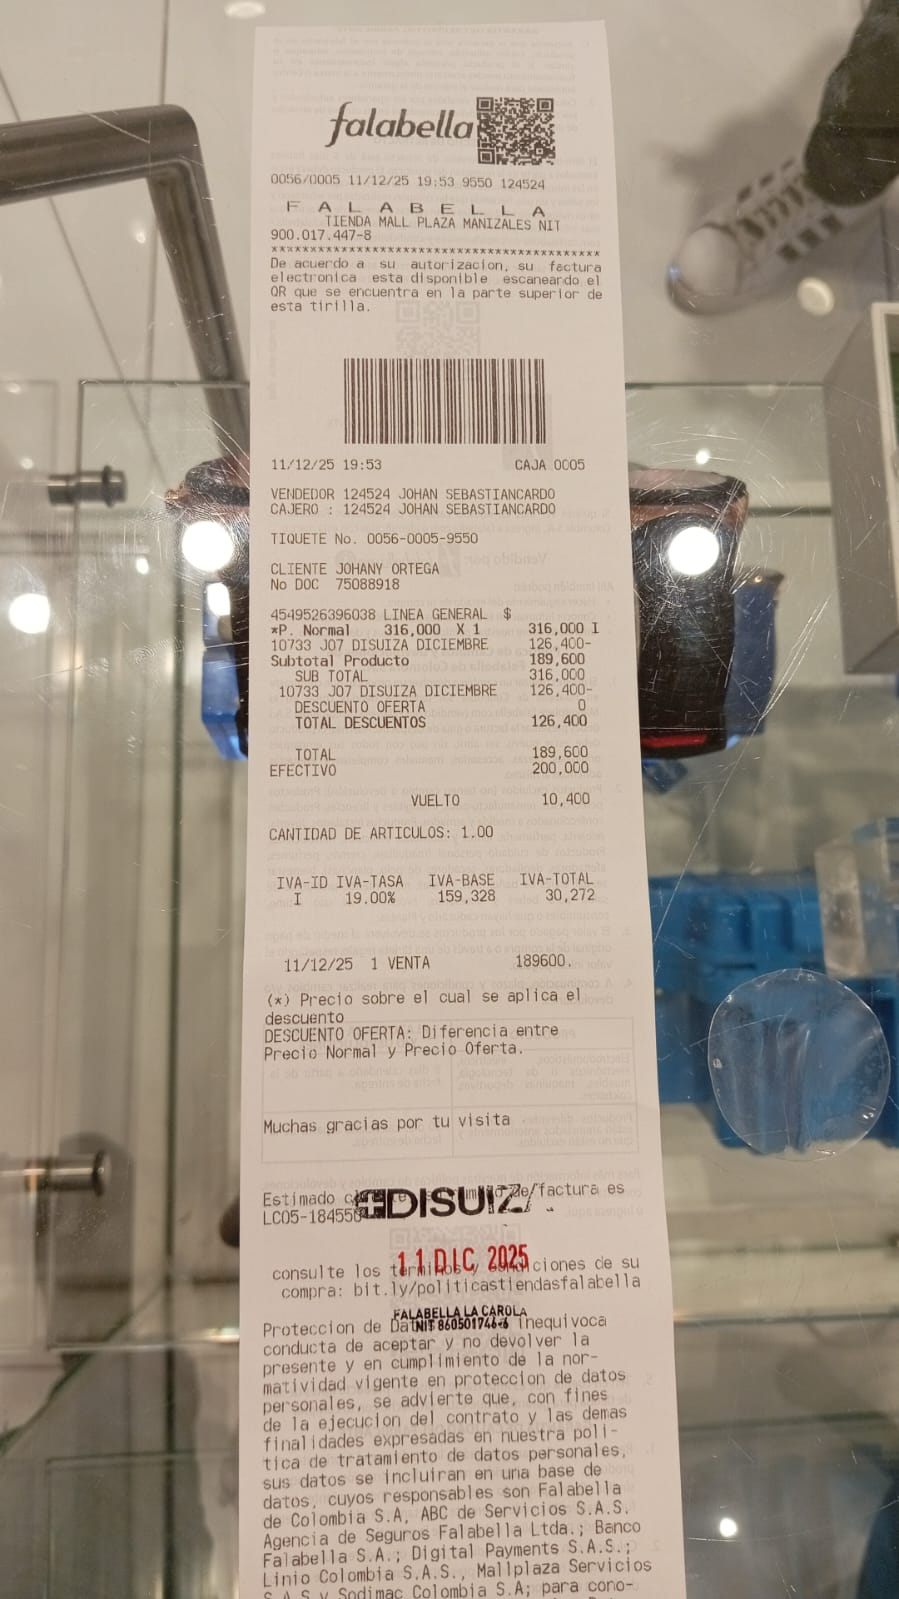 falabella
0056/0005 11/12/25 19:53 9550 124524
F A L A B E L L A
TIENDA MALL PLAZA MANIZALES NIT
900.017.447-8
****************************************
De acuerdo a su autorizacion, su factura
electronica esta disponible escaneando el
QR que se encuentra en la parte superior de
esta tirilla.
11/12/25 19:53 CAJA 0005
VENDEDOR 124524 JOHAN SEBASTIANCARDO
CAJERO : 124524 JOHAN SEBASTIANCARDO
TIQUETE No. 0056-0005-9550
CLIENTE JOHANY ORTEGA
No DOC 75088918
4549526396038 LINEA GENERAL $
*P. Normal 316,000 X 1 316,000 I
10733 J07 DISUIZA DICIEMBRE 126,400-
Subtotal Producto 189,600
SUB TOTAL 316,000
10733 J07 DISUIZA DICIEMBRE 126,400-
DESCUENTO OFERTA 0
TOTAL DESCUENTOS 126,400
TOTAL 189,600
EFECTIVO 200,000
VUELTO 10,400
CANTIDAD DE ARTICULOS: 1.00
IVA-ID IVA-TASA IVA-BASE IVA-TOTAL
I 19.00% 159,328 30,272
11/12/25 1 VENTA 189600.
(*) Precio sobre el cual se aplica el
descuento
DESCUENTO OFERTA: Diferencia entre
Precio Normal y Precio Oferta.
Muchas gracias por tu visita
Estimado de/factura es
DISUIZ
LC05-184556
11 DIC 2025
consulte los terminos y condiciones de su
compra: bit.ly/politicastiendasfalabella
FALABELLA LA CAROLA
NIT 860501746-6
Proteccion de inequivoca
conducta de aceptar y no devolver la
presente y en cumplimiento de la nor-
matividad vigente en proteccion de datos
personales, se advierte que, con fines
de la ejecucion del contrato y las demas
finalidades expresadas en nuestra poli-
tica de tratamiento de datos personales,
sus datos se incluiran en una base de
datos, cuyos responsables son Falabella
de Colombia S.A, ABC de Servicios S.A.S.
Agencia de Seguros Falabella Ltda.; Banco
Falabella S.A.; Digital Payments S.A.S.;
Linio Colombia S.A.S., Mallplaza Servicios
S.A.S y Sodimac Colombia S.A; para cono-